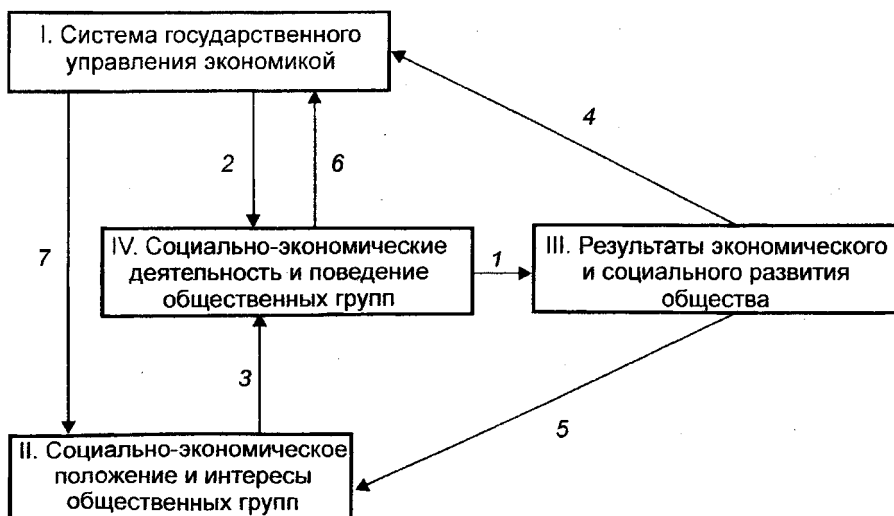 I. Система государственного
управления экономикой
4
2
6
7
IV. Социально-экономические
деятельность и поведение
общественных групп
1
III. Результаты экономического
и социального развития
общества
3
5
II. Социально-экономическое
положение и интересы
общественных групп